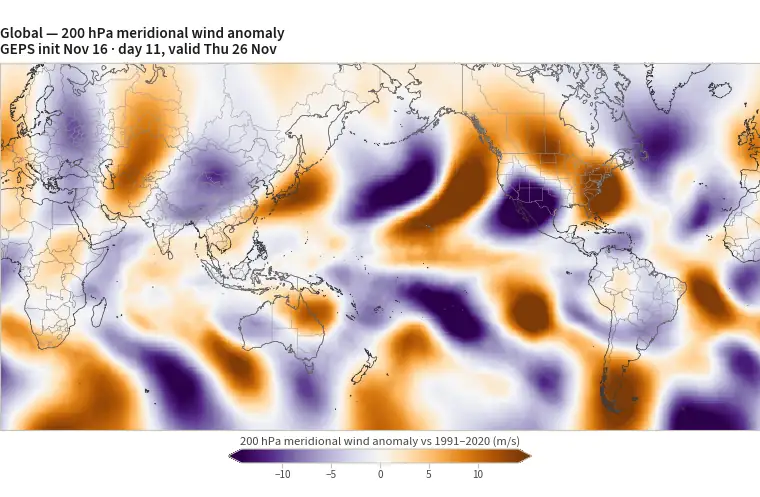 Global — 200 hPa meridional wind anomaly
GEPS init Nov 16 · day 11, valid Thu 26 Nov
200 hPa meridional wind anomaly vs 1991–2020 (m/s)
−10 −5 0 5 10